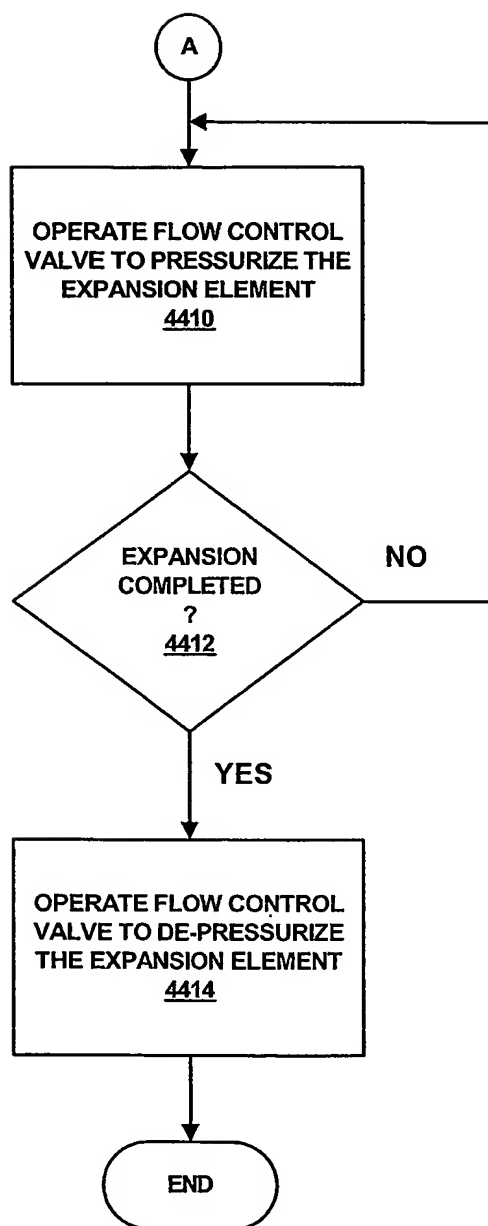 A
OPERATE FLOW CONTROL
VALVE TO PRESSURIZE THE
EXPANSION ELEMENT
4410
EXPANSION
COMPLETED
?
4412
NO
YES
OPERATE FLOW CONTROL
VALVE TO DE-PRESSURIZE
THE EXPANSION ELEMENT
4414
END